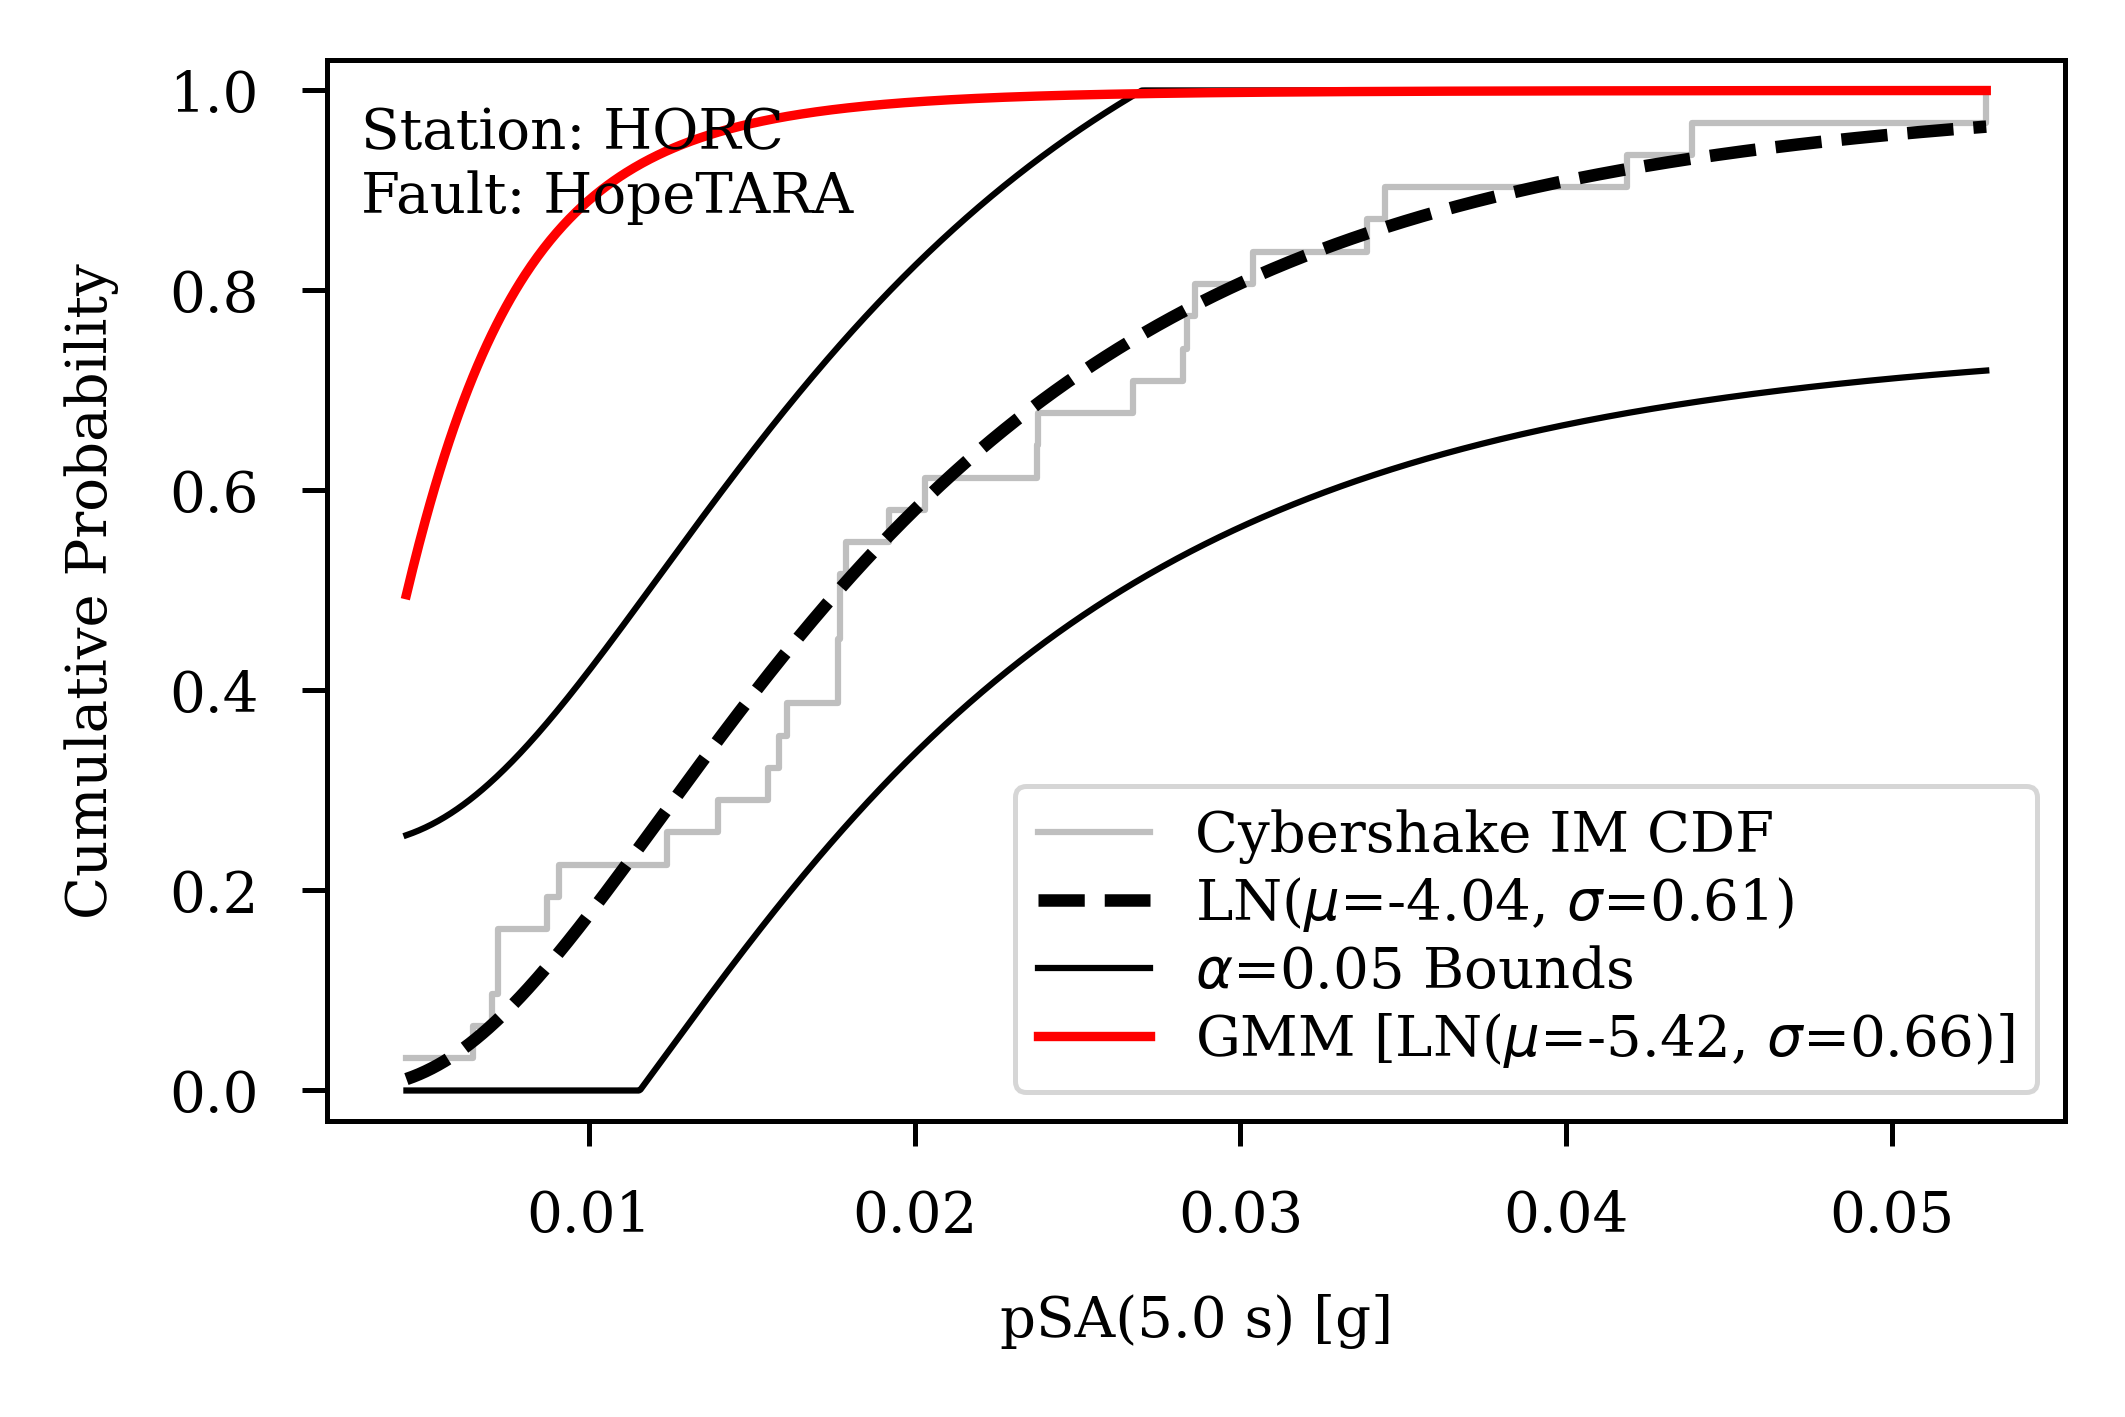 Station: HORC
Fault: HopeTARA
1.0
0.8
0.6
0.4
0.2
0.0
Cumulative Probability
Cybershake IM CDF
LN(μ=-4.04, σ=0.61)
α=0.05 Bounds
GMM [LN(μ=-5.42, σ=0.66)]
0.01 0.02 0.03 0.04 0.05
pSA(5.0 s) [g]